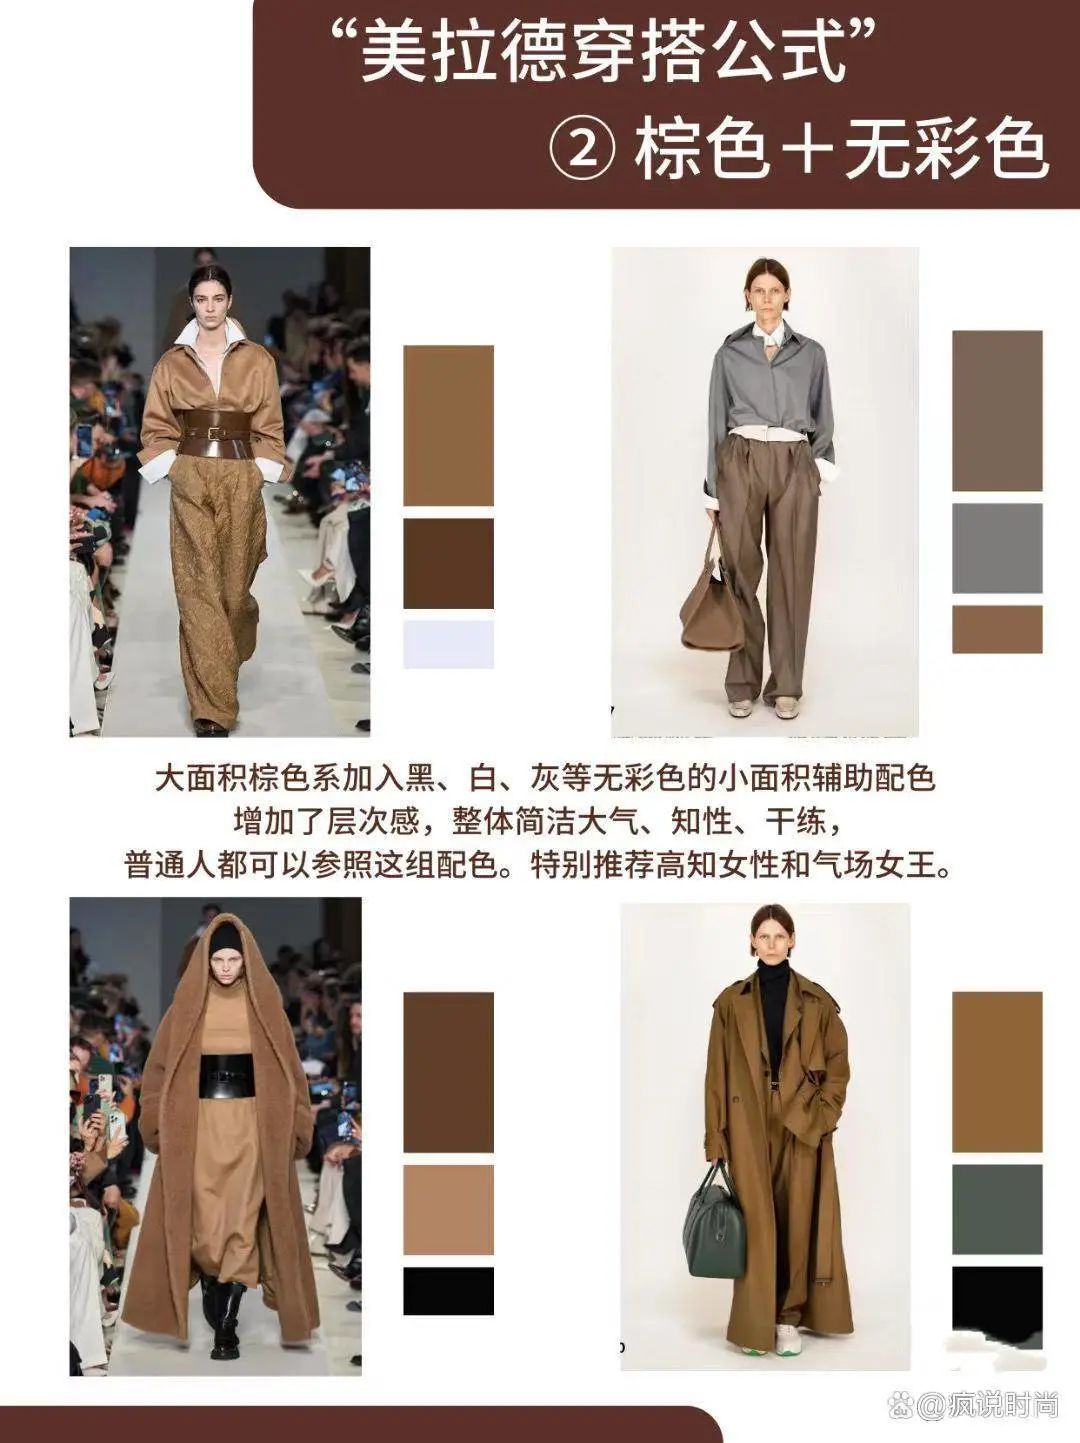 “美拉德穿搭公式”
② 棕色＋无彩色
大面积棕色系加入黑、白、灰等无彩色的小面积辅助配色
增加了层次感，整体简洁大气、知性、干练，
普通人都可以参照这组配色。特别推荐高知女性和气场女王。
du @疯说时尚